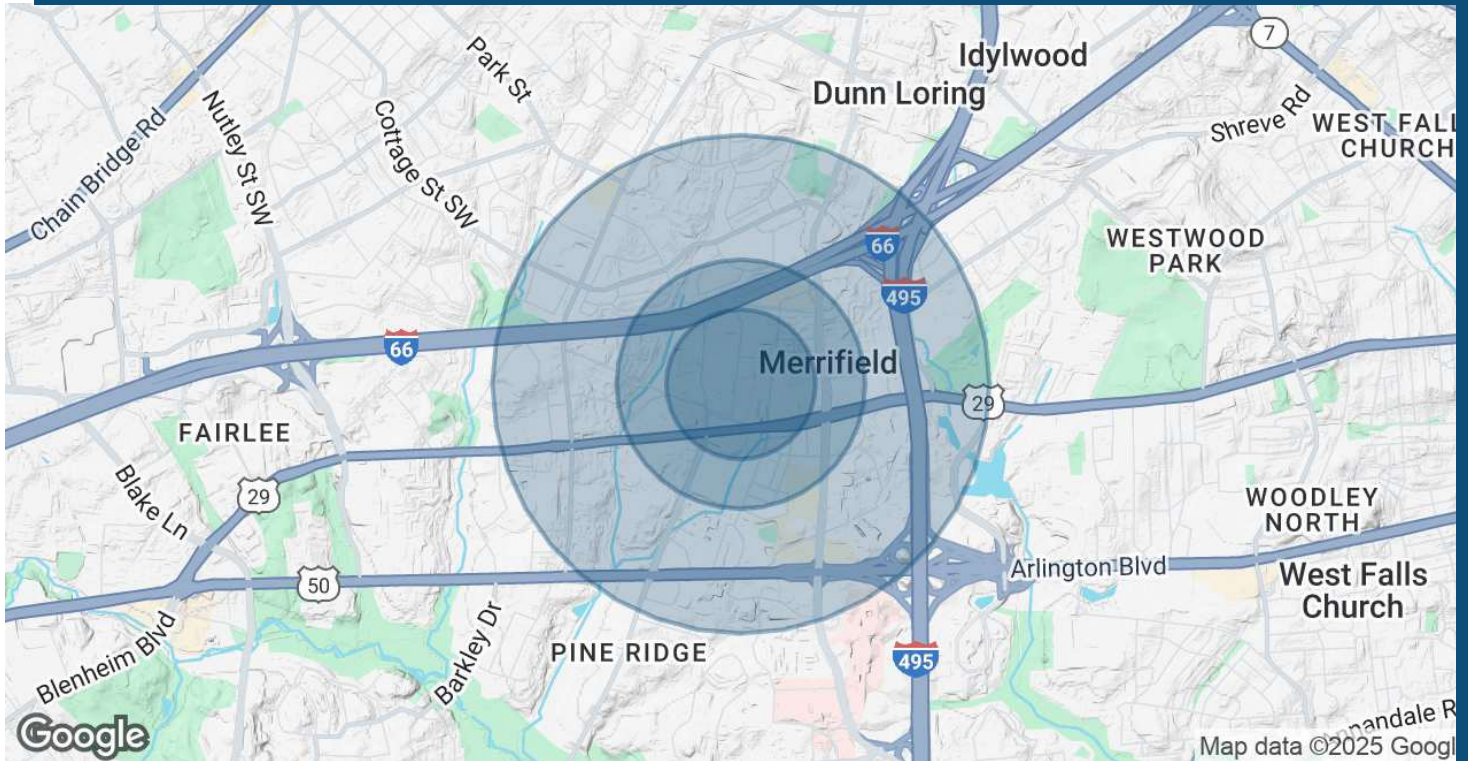 7
Idylwood
Park St
Dunn Loring
Nutley St SW
Cottage St SW
Shreve Rd
WEST FALL
CHURCH
Chain Bridge Rd
66
WESTWOOD
PARK
495
66
Merrifield
29
FAIRLEE
Blake Ln
29
WOODLEY
NORTH
50
Arlington Blvd
West Falls
Church
Barkley Dr
PINE RIDGE
495
Blenheim Blvd
Annandale R
Google
Map data ©2025 Googl